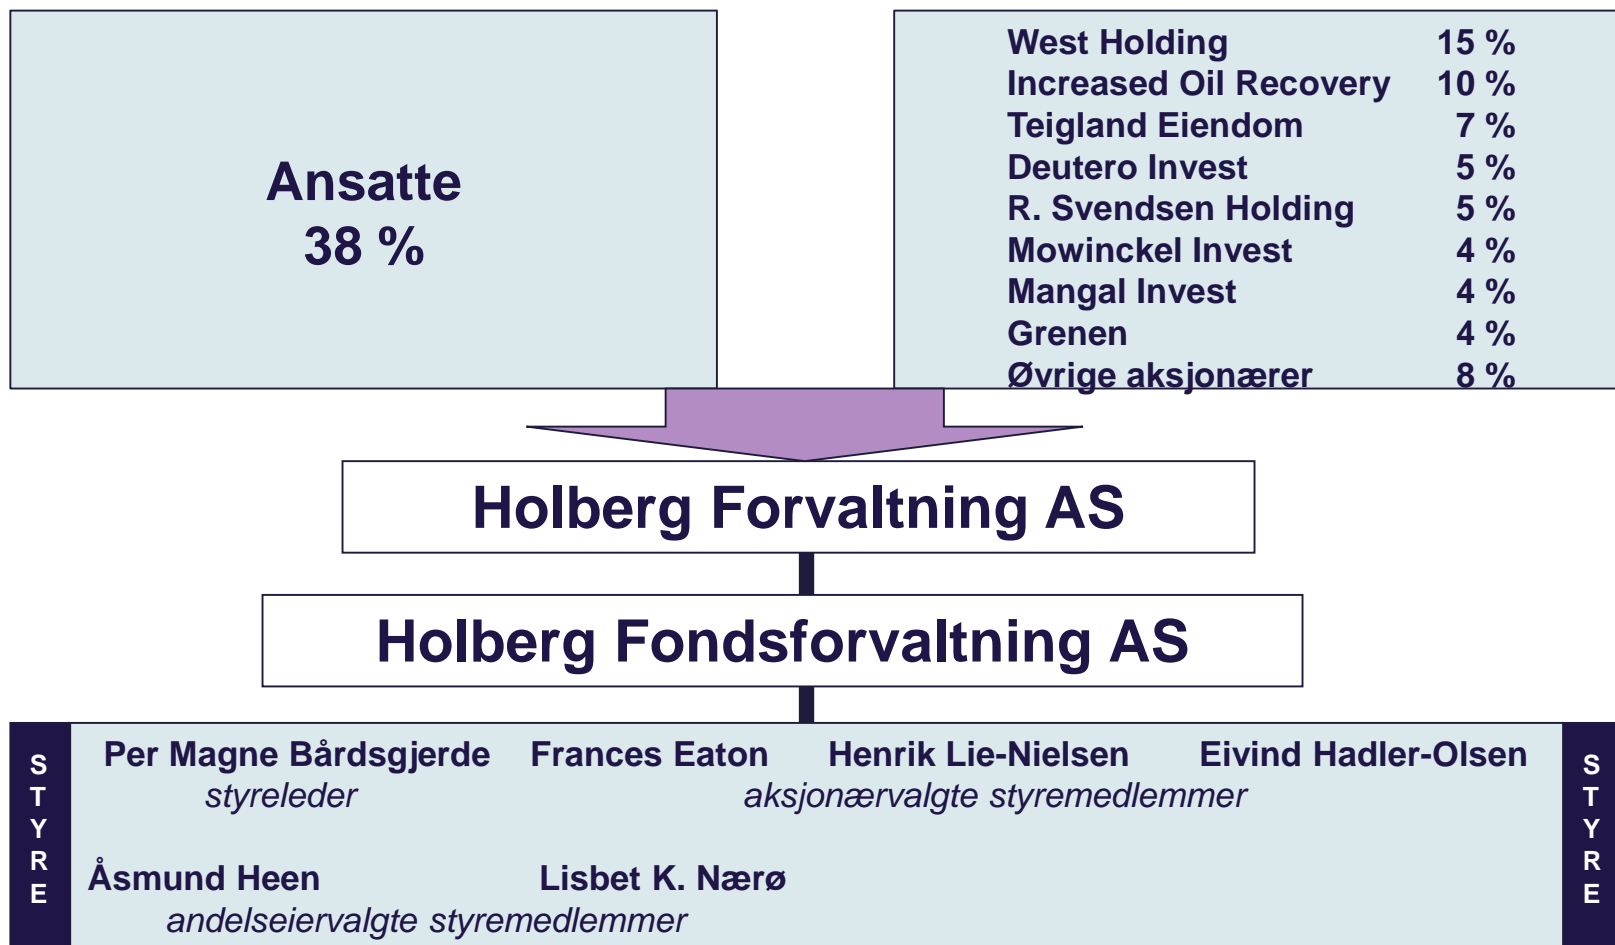 Ansatte
38 %
West Holding 15 %
Increased Oil Recovery 10 %
Teigland Eiendom 7 %
Deutero Invest 5 %
R. Svendsen Holding 5 %
Mowinckel Invest 4 %
Mangal Invest 4 %
Grenen 4 %
Øvrige aksjonærer 8 %
Holberg Forvaltning AS
Holberg Fondsforvaltning AS
STYRE
Per Magne Bårdsgjerde Frances Eaton Henrik Lie-Nielsen Eivind Hadler-Olsen
styreleder aksjonærvalgte styremedlemmer
Åsmund Heen Lisbet K. Nærø
andelseiervalgte styremedlemmer
STYRE